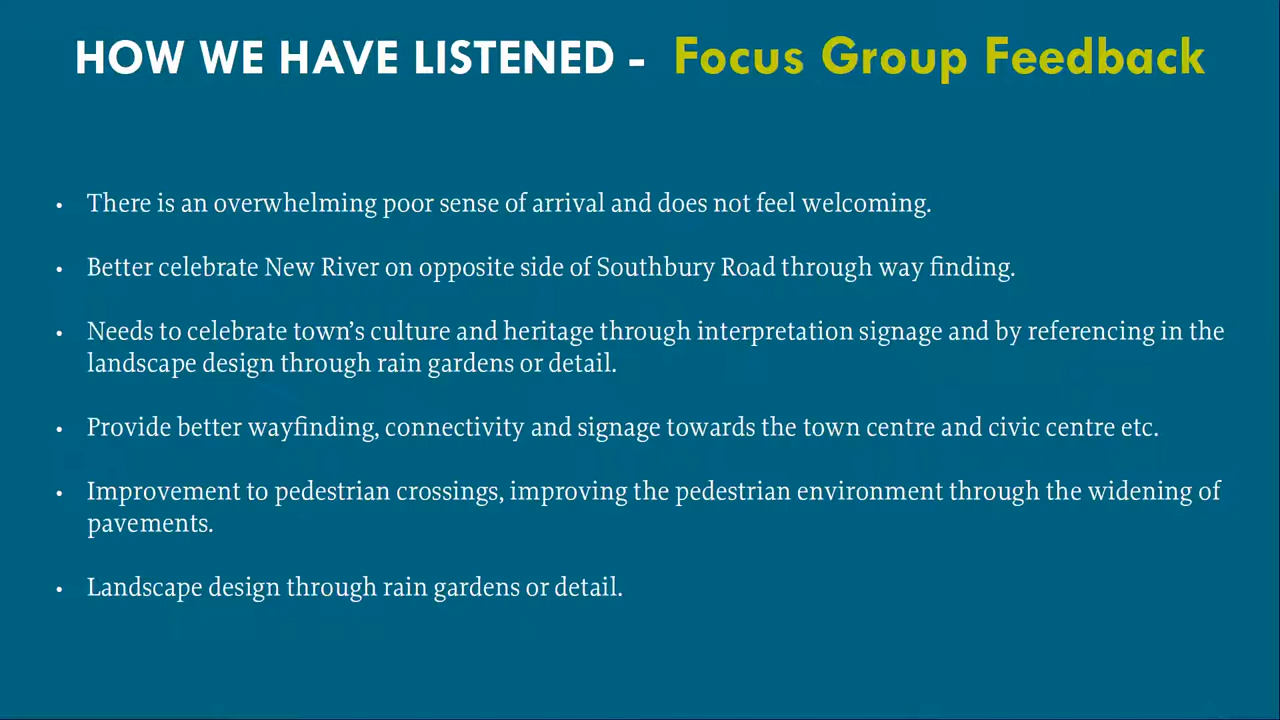 HOW WE HAVE LISTENED - Focus Group Feedback
• There is an overwhelming poor sense of arrival and does not feel welcoming.
• Better celebrate New River on opposite side of Southbury Road through way finding.
• Needs to celebrate town’s culture and heritage through interpretation signage and by referencing in the
landscape design through rain gardens or detail.
• Provide better wayfinding, connectivity and signage towards the town centre and civic centre etc.
• Improvement to pedestrian crossings, improving the pedestrian environment through the widening of
pavements.
• Landscape design through rain gardens or detail.